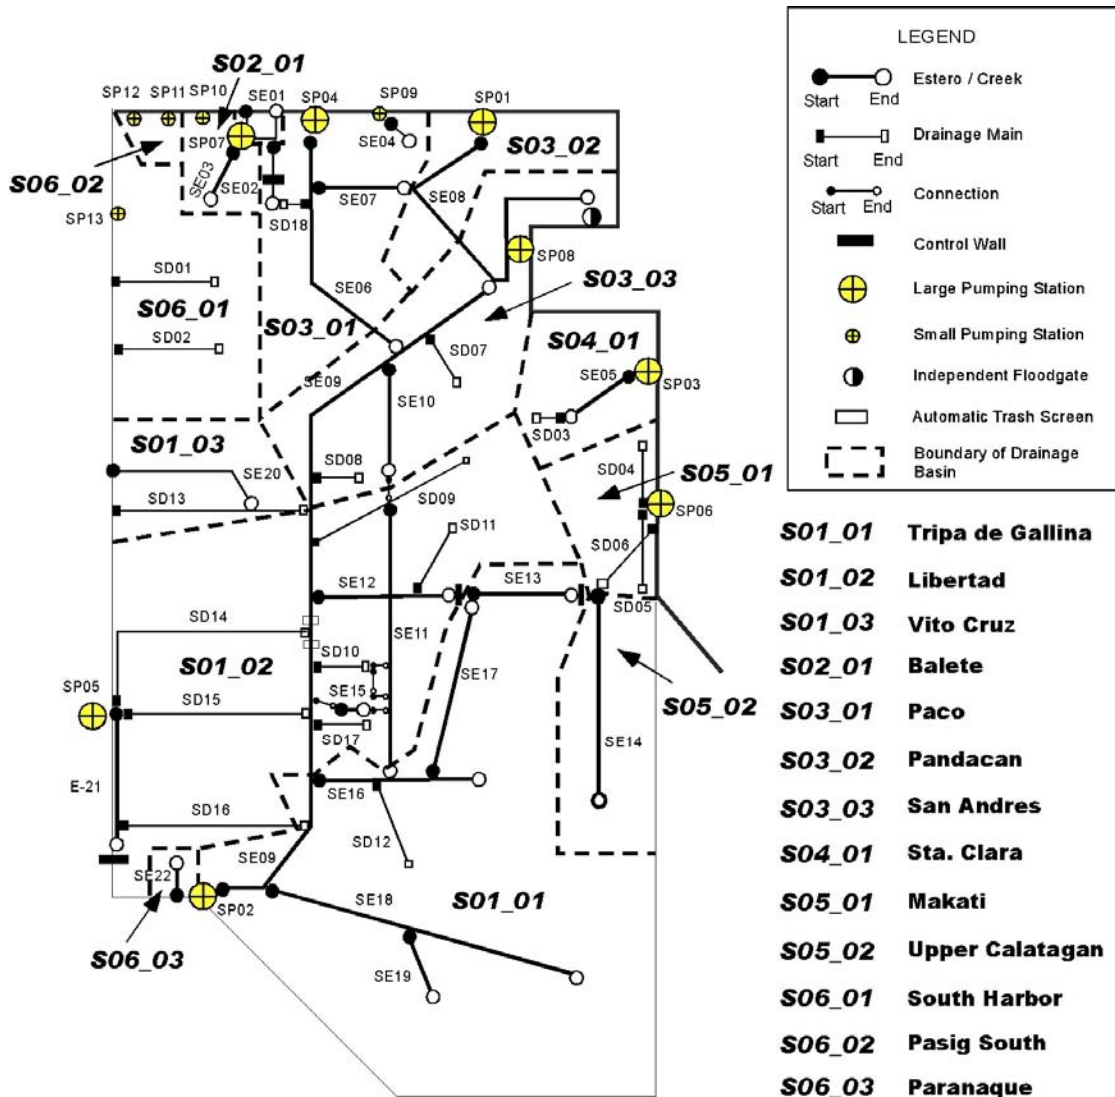 S02_01
SP12
SP11
SP10
SE01
SP04
SP09
SP01
SP07
SE04
S03_02
S06_02
SE03
SE02
SE07
SE08
SP13
SD18
SP08
SD01
SE06
S03_03
S06_01
S03_01
SD02
SD07
S04_01
SE09
SE10
SE05
SP03
SD03
S01_03
SE20
SD08
SD04
S05_01
SD13
SD09
SP06
SD11
SD06
SE12
SE13
SD05
SD14
SE11
S01_02
SD10
SE17
SP05
SD15
SE15
S05_02
SD17
SE14
E-21
SE16
SD16
SD12
SE09
SE22
SP02
SE18
S01_01
S06_03
SE19
LEGEND
Estero / Creek
Start End
Drainage Main
Start End
Connection
Start End
Control Wall
Large Pumping Station
Small Pumping Station
Independent Floodgate
Automatic Trash Screen
Boundary of Drainage
Basin
S01_01 Tripa de Gallina
S01_02 Libertad
S01_03 Vito Cruz
S02_01 Balete
S03_01 Paco
S03_02 Pandacan
S03_03 San Andres
S04_01 Sta. Clara
S05_01 Makati
S05_02 Upper Calatagan
S06_01 South Harbor
S06_02 Pasig South
S06_03 Paranaque